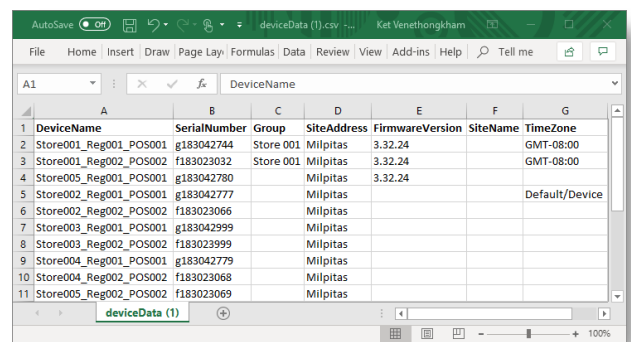 AutoSave Off deviceData (1).csv -... Ket Venethongkham
File Home Insert Draw Page Layo Formulas Data Review View Add-ins Help Tell me
A1 fx DeviceName
A B C D E F G
1 DeviceName SerialNumber Group SiteAddress FirmwareVersion SiteName TimeZone
2 Store001_Reg001_POS001 g183042744 Store 001 Milpitas 3.32.24 GMT-08:00
3 Store001_Reg002_POS002 f183023032 Store 001 Milpitas 3.32.24 GMT-08:00
4 Store005_Reg001_POS001 g183042780 Milpitas 3.32.24
5 Store002_Reg001_POS001 g183042777 Milpitas Default/Device
6 Store002_Reg002_POS002 f183023066 Milpitas
7 Store003_Reg001_POS001 g183042999 Milpitas
8 Store003_Reg002_POS002 f183023999 Milpitas
9 Store004_Reg001_POS001 g183042779 Milpitas
10 Store004_Reg002_POS002 f183023068 Milpitas
11 Store005_Reg002_POS002 f183023069 Milpitas
deviceData (1)
100%